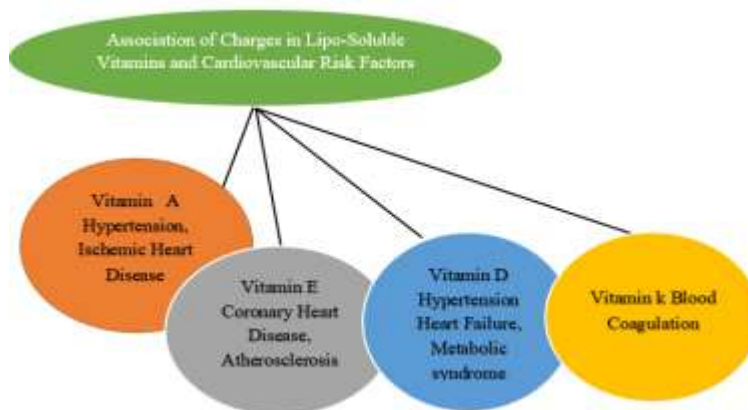 Association of Charges in Lipo-Soluble
Vitamins and Cardiovascular Risk Factors
Vitamin A
Hypertension,
Ischemic Heart
Disease
Vitamin E
Coronary Heart
Disease,
Atherosclerosis
Vitamin D
Hypertension
Heart Failure,
Metabolic
syndrome
Vitamin k Blood
Coagulation